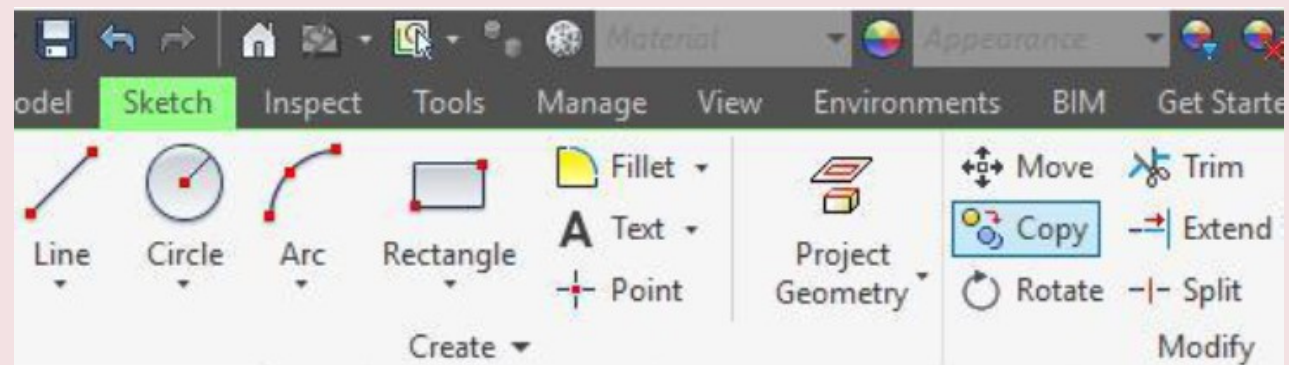 Material Appearance
odel Sketch Inspect Tools Manage View Environments BIM Get Starte
Fillet Move Trim
A Text Copy Extend
Line Circle Arc Rectangle Project
Point Geometry Rotate Split
Create Modify